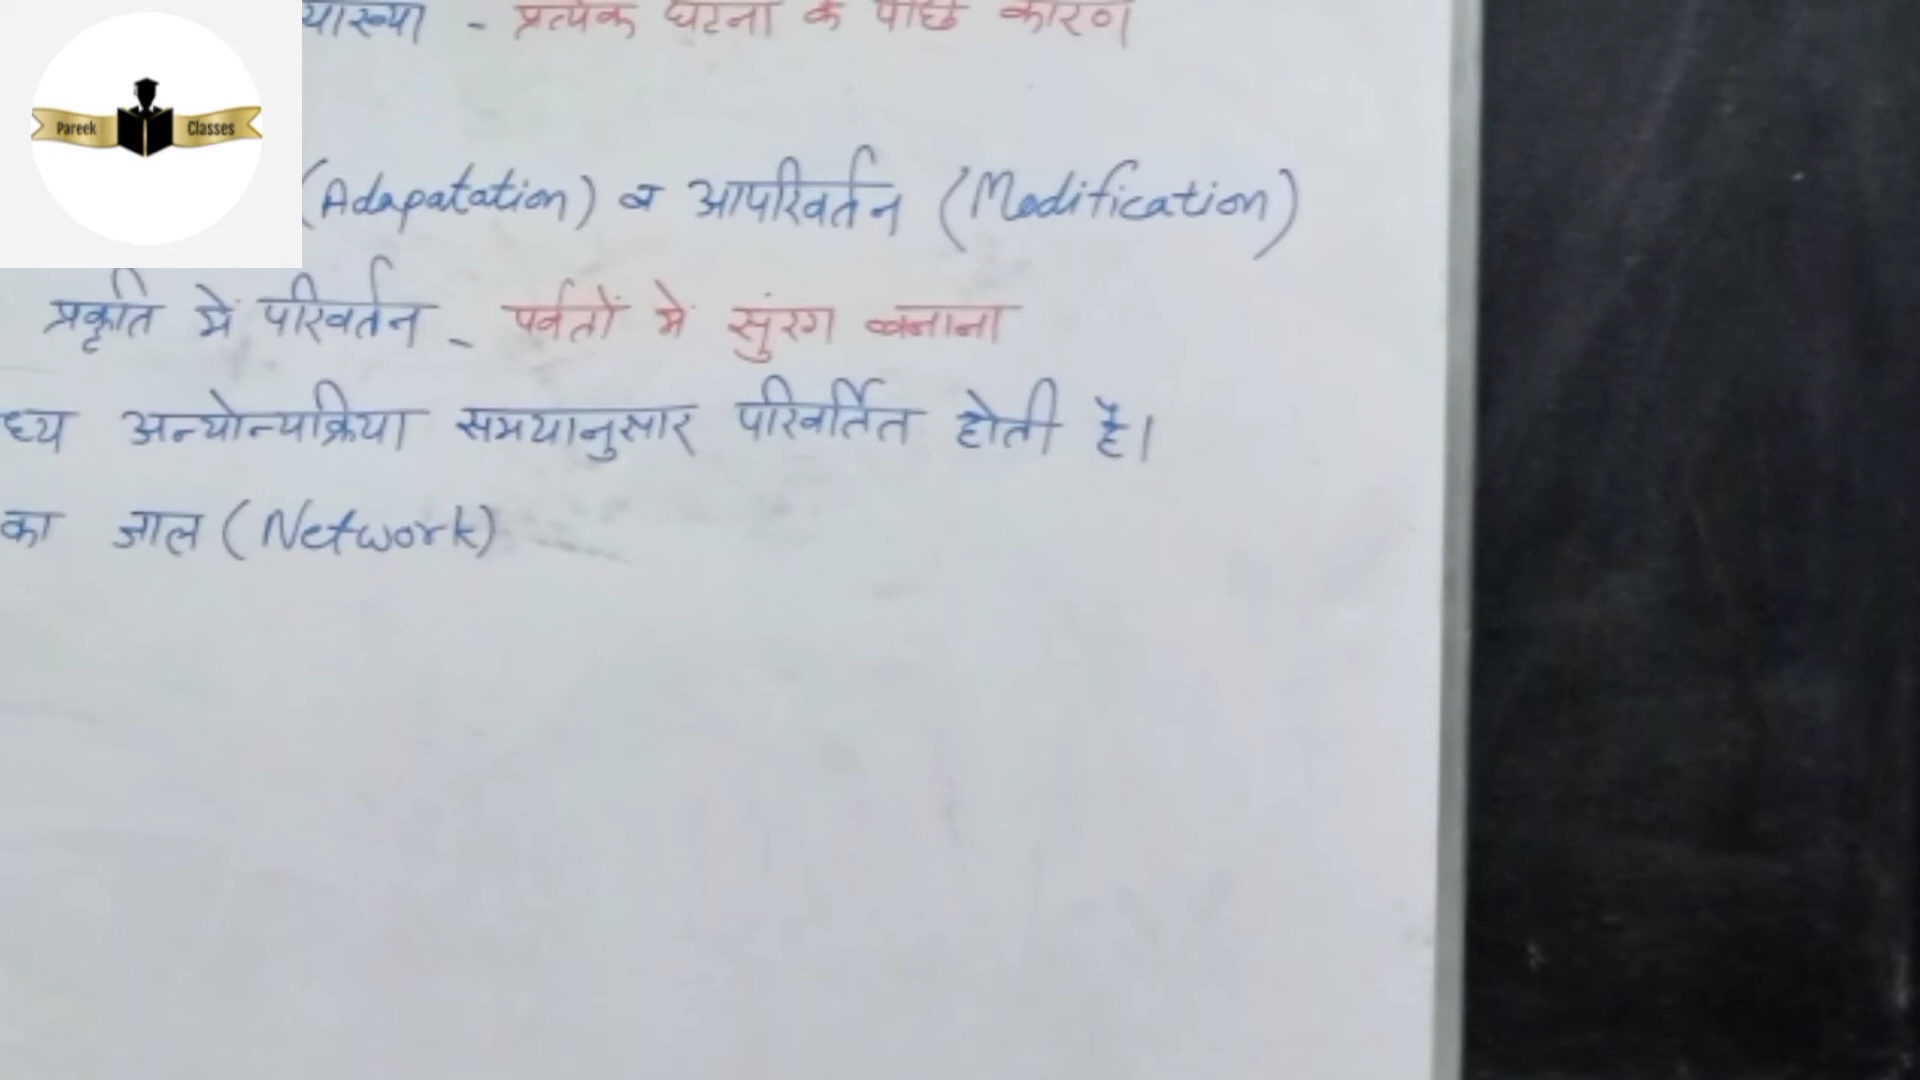 Pareek Classes
- प्रत्येक घटना के पीछे कारण
(Adapatation) व आपरिवर्तन (Modification)
प्रकृति में परिवर्तन - पर्वतों में सुंरग बनाना
ध्य अन्योन्यक्रिया समयानुसार परिवर्तित होती है।
का जाल (Network)